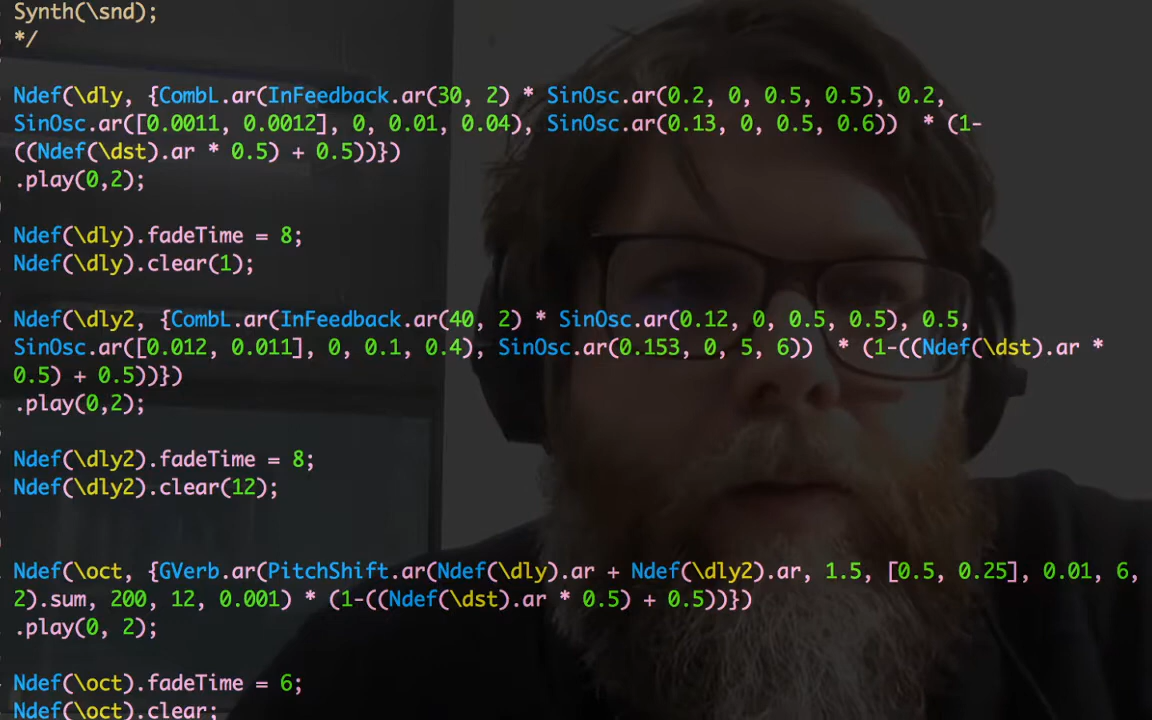 Synth(\snd);
*/
Ndef(\dly, {CombL.ar(InFeedback.ar(30, 2) * SinOsc.ar(0.2, 0, 0.5, 0.5), 0.2,
SinOsc.ar([0.0011, 0.0012], 0, 0.01, 0.04), SinOsc.ar(0.13, 0, 0.5, 0.6))  * (1-
((Ndef(\dst).ar * 0.5) + 0.5))})
.play(0,2);
Ndef(\dly).fadeTime = 8;
Ndef(\dly).clear(1);
Ndef(\dly2, {CombL.ar(InFeedback.ar(40, 2) * SinOsc.ar(0.12, 0, 0.5, 0.5), 0.5,
SinOsc.ar([0.012, 0.011], 0, 0.1, 0.4), SinOsc.ar(0.153, 0, 5, 6))  * (1-((Ndef(\dst).ar *
0.5) + 0.5))})
.play(0,2);
Ndef(\dly2).fadeTime = 8;
Ndef(\dly2).clear(12);
Ndef(\oct, {GVerb.ar(PitchShift.ar(Ndef(\dly).ar + Ndef(\dly2).ar, 1.5, [0.5, 0.25], 0.01, 6,
2).sum, 200, 12, 0.001) * (1-((Ndef(\dst).ar * 0.5) + 0.5))})
.play(0, 2);
Ndef(\oct).fadeTime = 6;
Ndef(\oct).clear;